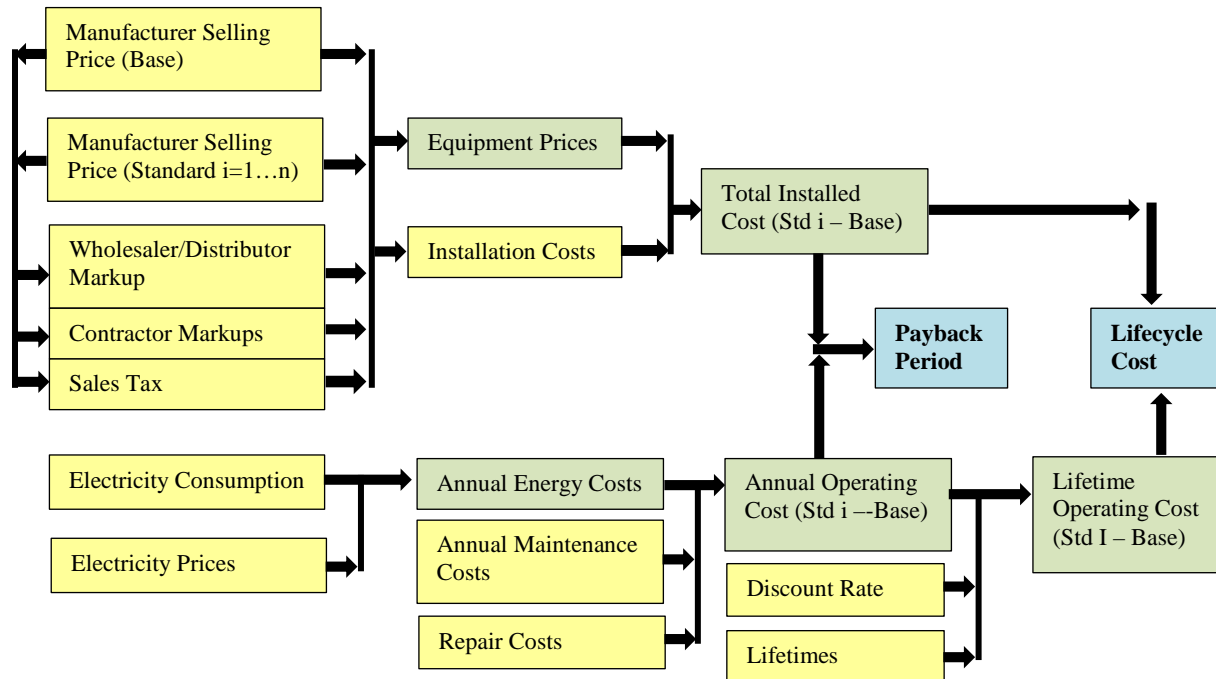 Manufacturer Selling
Price (Base)
Manufacturer Selling
Price (Standard i=1…n)
Wholesaler/Distributor
Markup
Contractor Markups
Sales Tax
Equipment Prices
Installation Costs
Total Installed
Cost (Std i – Base)
Payback
Period
Lifecycle
Cost
Electricity Consumption
Electricity Prices
Annual Energy Costs
Annual Maintenance
Costs
Repair Costs
Annual Operating
Cost (Std i –-Base)
Discount Rate
Lifetimes
Lifetime
Operating Cost
(Std I – Base)